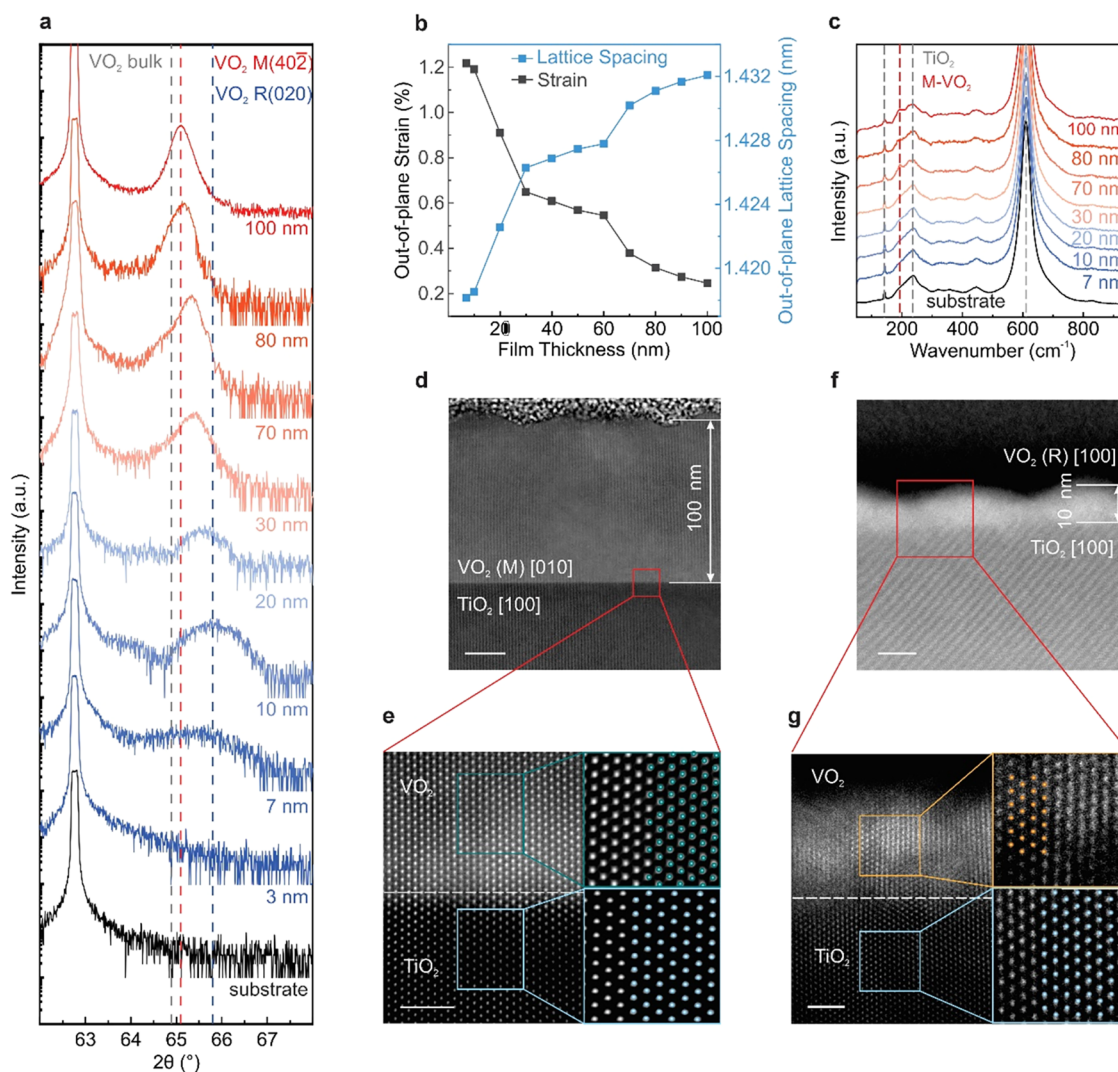 a
VO₂ bulk
VO₂ M(402̅)
VO₂ R(020)
100 nm
80 nm
70 nm
30 nm
20 nm
10 nm
7 nm
3 nm
substrate
Intensity (a.u.)
63 64 65 66 67
2θ (°)
b
Lattice Spacing
Strain
Out-of-plane Strain (%)
1.2
1.0
0.8
0.6
0.4
0.2
1.432
1.428
1.424
1.420
Out-of-plane Lattice Spacing (nm)
0 20 40 60 80 100
Film Thickness (nm)
c
TiO₂
M-VO₂
100 nm
80 nm
70 nm
30 nm
20 nm
10 nm
7 nm
substrate
Intensity (a.u.)
200 400 600 800
Wavenumber (cm⁻¹)
d
100 nm
VO₂ (M) [010]
TiO₂ [100]
f
VO₂ (R) [100]
10 nm
TiO₂ [100]
e
VO₂
TiO₂
g
VO₂
TiO₂